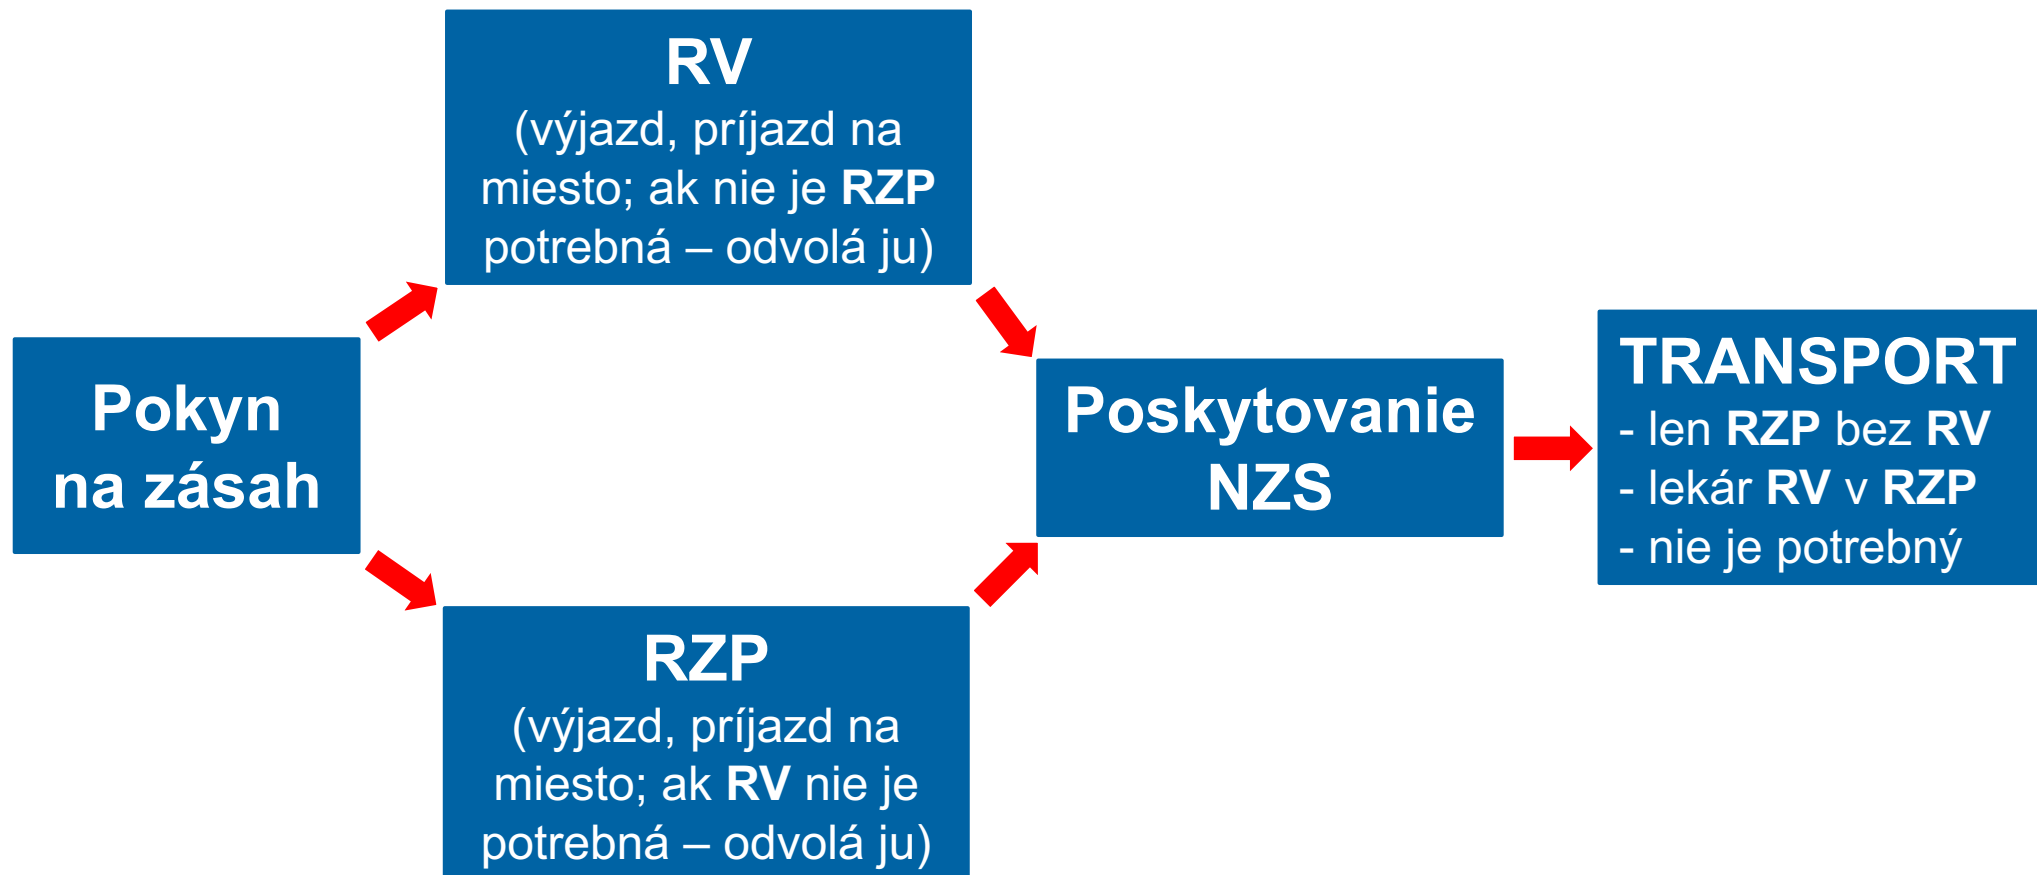 RV
(výjazd, príjazd na
miesto; ak nie je RZP
potrebná – odvolá ju)
Pokyn
na zásah
Poskytovanie
NZS
TRANSPORT
- len RZP bez RV
- lekár RV v RZP
- nie je potrebný
RZP
(výjazd, príjazd na
miesto; ak RV nie je
potrebná – odvolá ju)